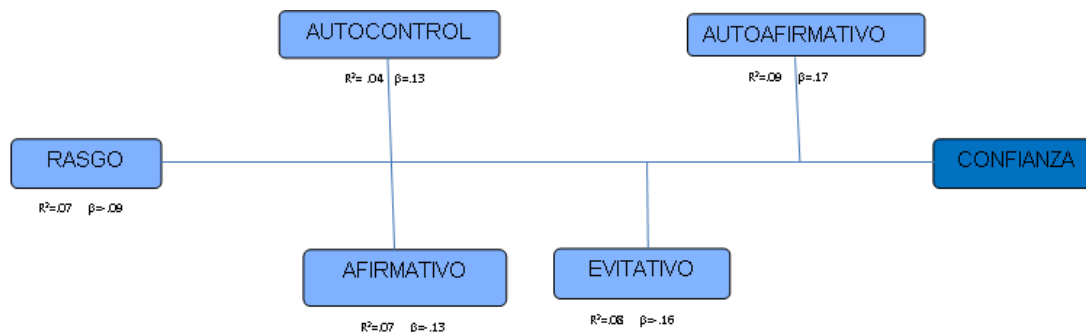 AUTOCONTROL
AUTOAFIRMATIVO
R²= .04 β=.13
R²=.09 β=.17
RASGO
CONFIANZA
R²=.07 β=-.09
AFIRMATIVO
EVITATIVO
R²=.07 β=-.13
R²=.08 β=-.16